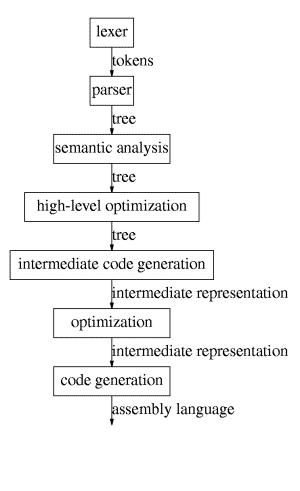 lexer
tokens
parser
tree
semantic analysis
tree
high-level optimization
tree
intermediate code generation
intermediate representation
optimization
intermediate representation
code generation
assembly language